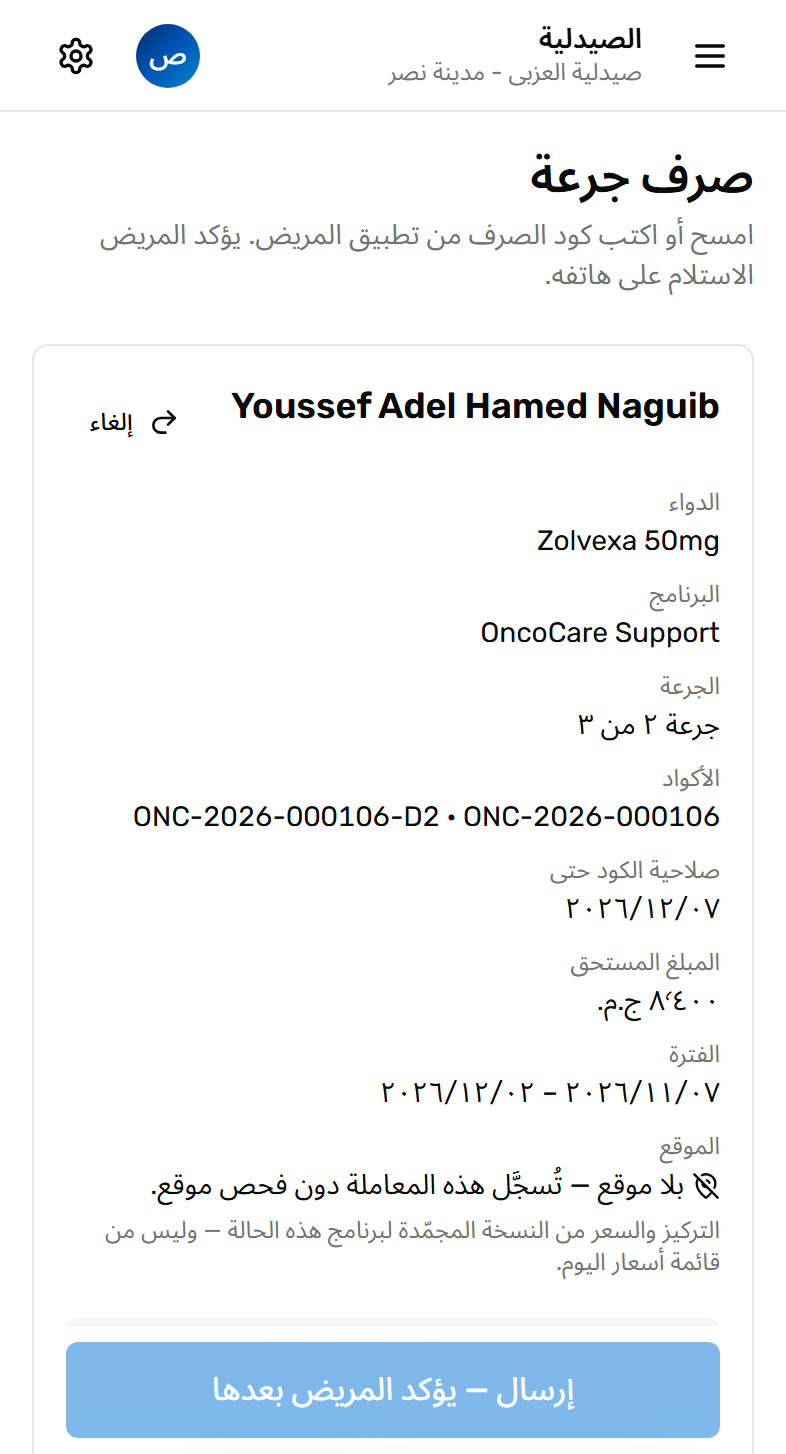 الصيدلية
صيدلية العزبى - مدينة نصر
ص
صرف جرعة
امسح أو اكتب كود الصرف من تطبيق المريض. يؤكد المريض
الاستلام على هاتفه.
Youssef Adel Hamed Naguib
إلغاء
الدواء
Zolvexa 50mg
البرنامج
OncoCare Support
الجرعة
جرعة ٢ من ٣
الأكواد
ONC-2026-000106 • ONC-2026-000106-D2
صلاحية الكود حتى
٢٠٢٦/١٢/٠٧
المبلغ المستحق
٨٬٤٠٠ ج.م.
الفترة
٢٠٢٦/١١/٠٧ – ٢٠٢٦/١٢/٠٢
الموقع
بلا موقع — تُسجَّل هذه المعاملة دون فحص موقع.
التركيز والسعر من النسخة المجمّدة لبرنامج هذه الحالة — وليس من
قائمة أسعار اليوم.
إرسال — يؤكد المريض بعدها